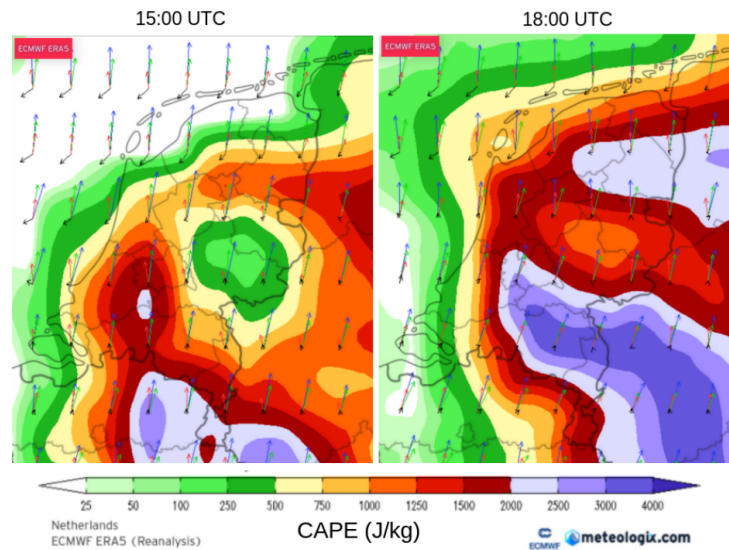 15:00 UTC
18:00 UTC
ECMWF ERA5
ECMWF ERA5
25 50 100 250 500 750 1000 1250 1500 2000 2500 3000 4000
Netherlands
ECMWF ERA5 (Reanalysis)
CAPE (J/kg)
ECMWF
meteologix.com